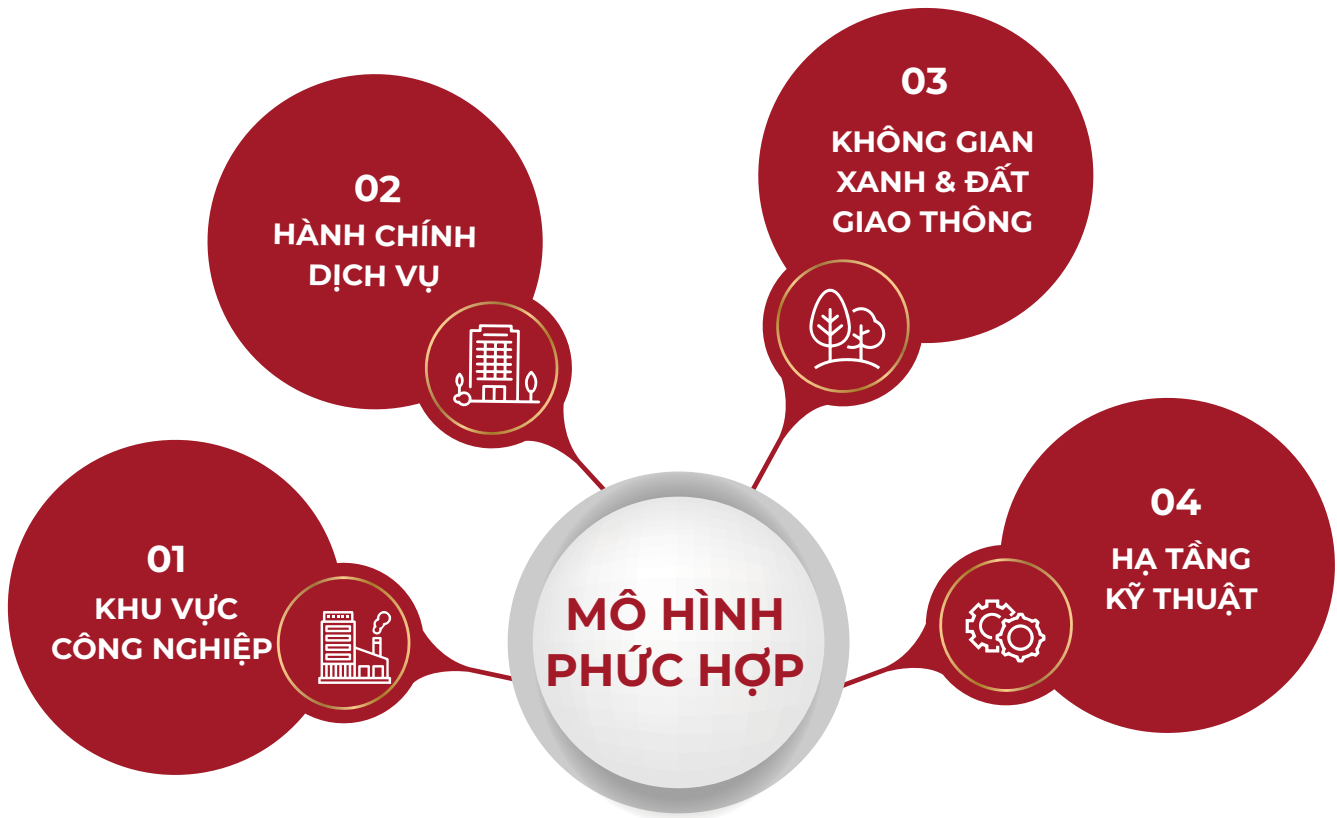 01
KHU VỰC
CÔNG NGHIỆP
02
HÀNH CHÍNH
DỊCH VỤ
03
KHÔNG GIAN
XANH & ĐẤT
GIAO THÔNG
04
HẠ TẦNG
KỸ THUẬT
MÔ HÌNH
PHỨC HỢP